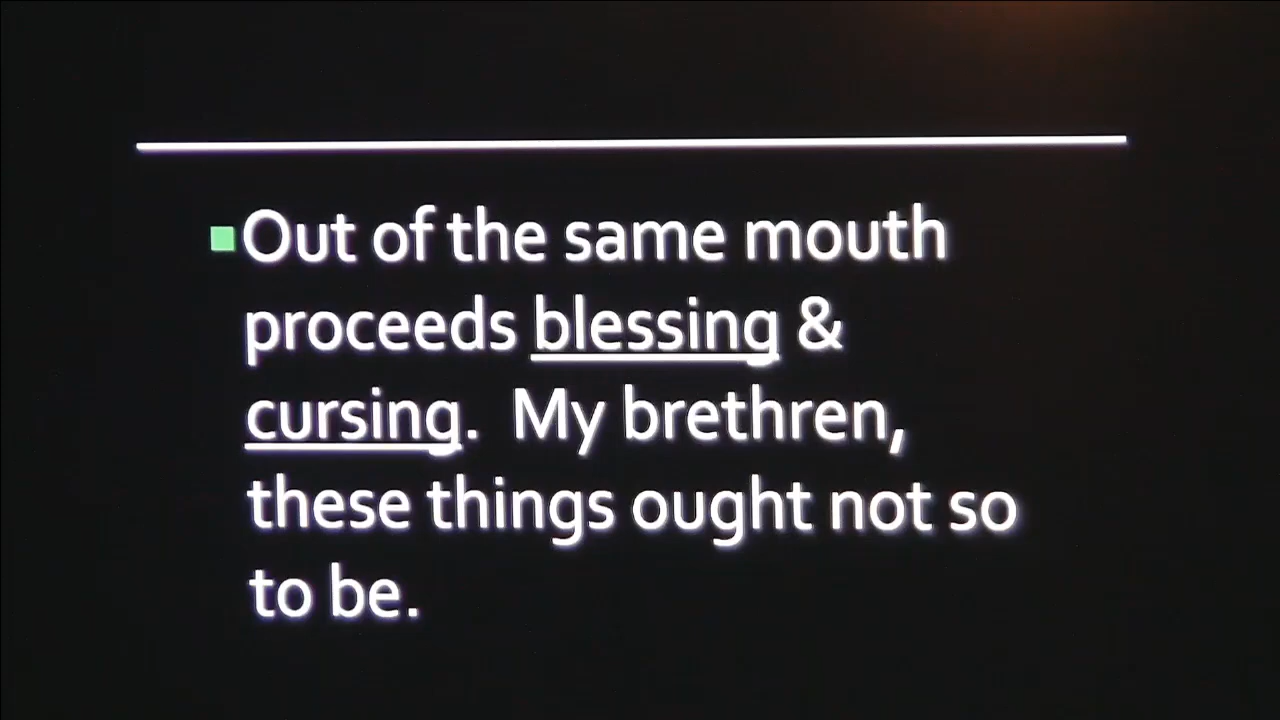 Out of the same mouth
proceeds blessing &
cursing. My brethren,
these things ought not so
to be.